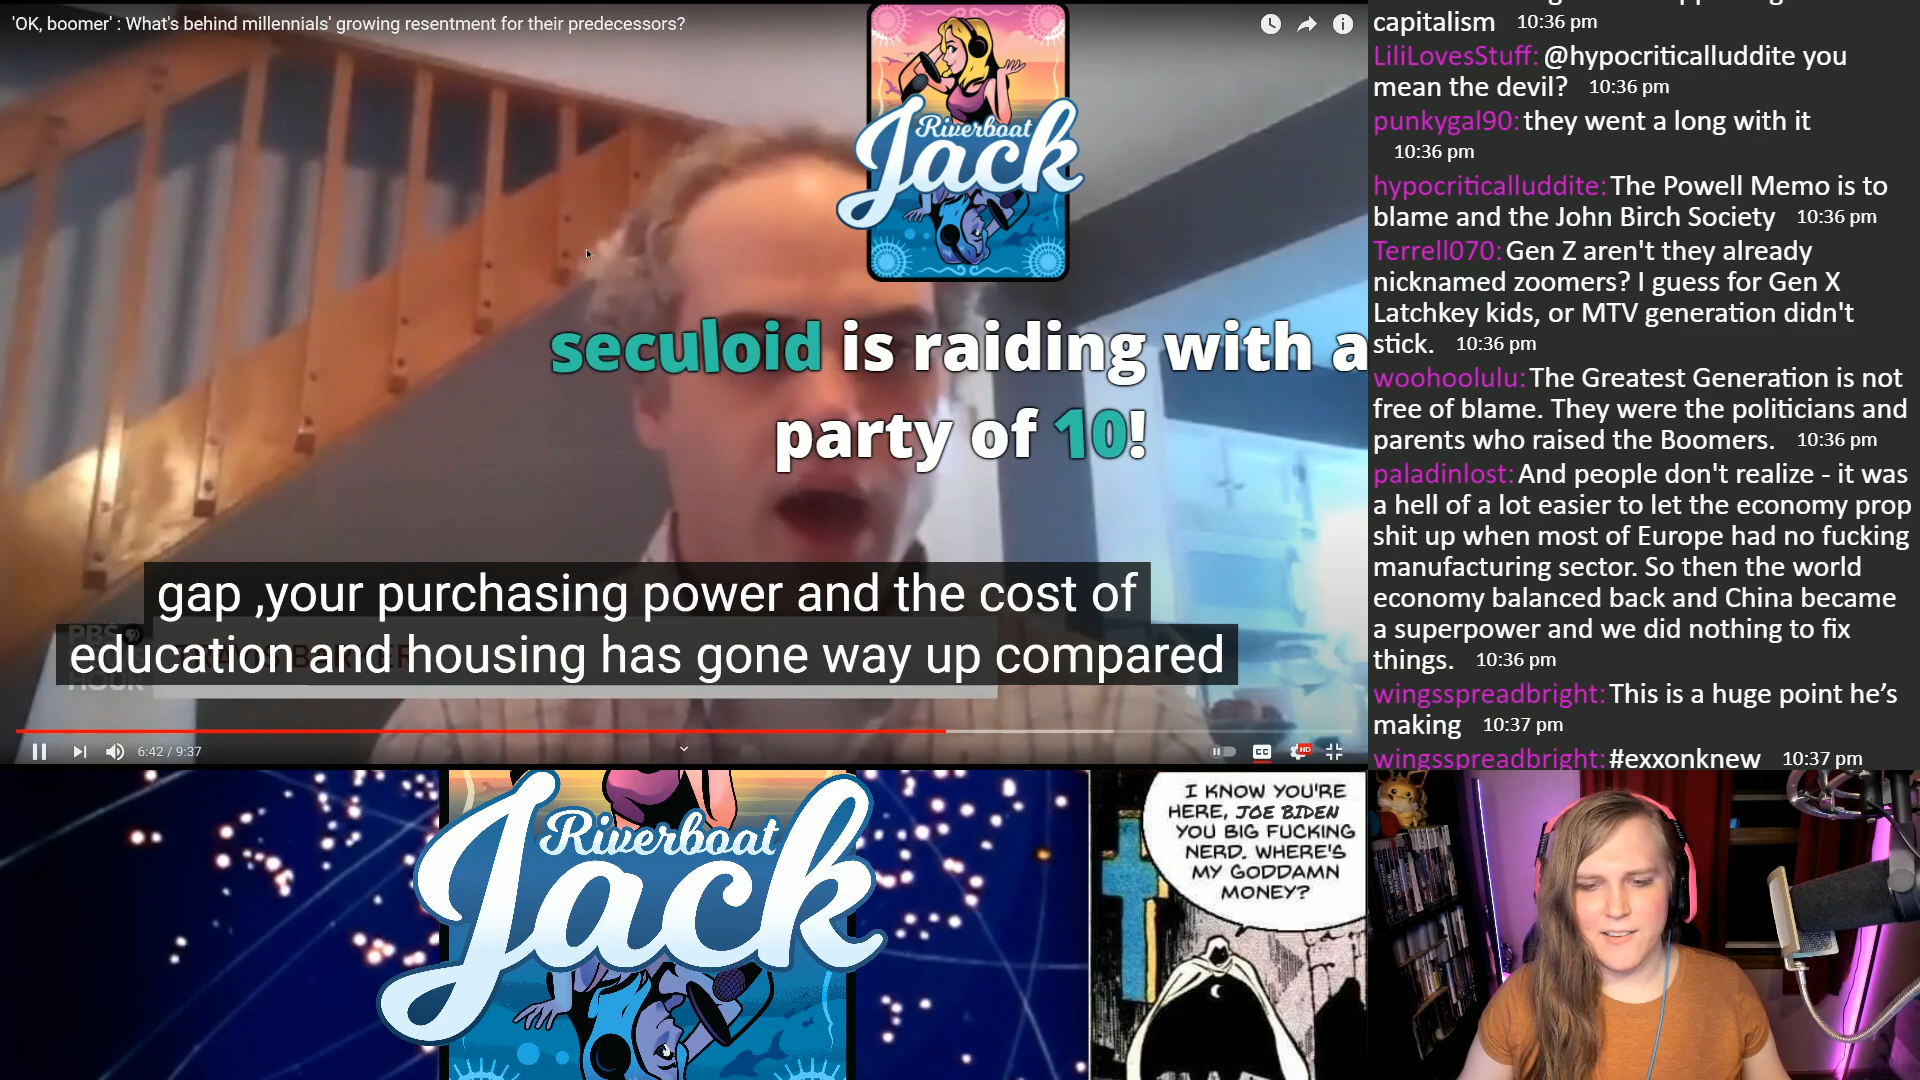 'OK, boomer' : What's behind millennials' growing resentment for their predecessors?
Riverboat
Jack
seculoid is raiding with a
party of 10!
gap ,your purchasing power and the cost of
education and housing has gone way up compared
PBS
HOUR
6:42 / 9:37
CC
HD
capitalism 10:36 pm
LiliLovesStuff: @hypocriticalluddite you
mean the devil? 10:36 pm
punkygal90: they went a long with it
10:36 pm
hypocriticalluddite: The Powell Memo is to
blame and the John Birch Society 10:36 pm
Terrell070: Gen Z aren't they already
nicknamed zoomers? I guess for Gen X
Latchkey kids, or MTV generation didn't
stick. 10:36 pm
woohoolulu: The Greatest Generation is not
free of blame. They were the politicians and
parents who raised the Boomers. 10:36 pm
paladinlost: And people don't realize - it was
a hell of a lot easier to let the economy prop
shit up when most of Europe had no fucking
manufacturing sector. So then the world
economy balanced back and China became
a superpower and we did nothing to fix
things. 10:36 pm
wingsspreadbright: This is a huge point he's
making 10:37 pm
wingsspreadbright: #exxonknew 10:37 pm
Riverboat
Jack
I KNOW YOU'RE
HERE, JOE BIDEN
YOU BIG FUCKING
NERD. WHERE'S
MY GODDAMN
MONEY?